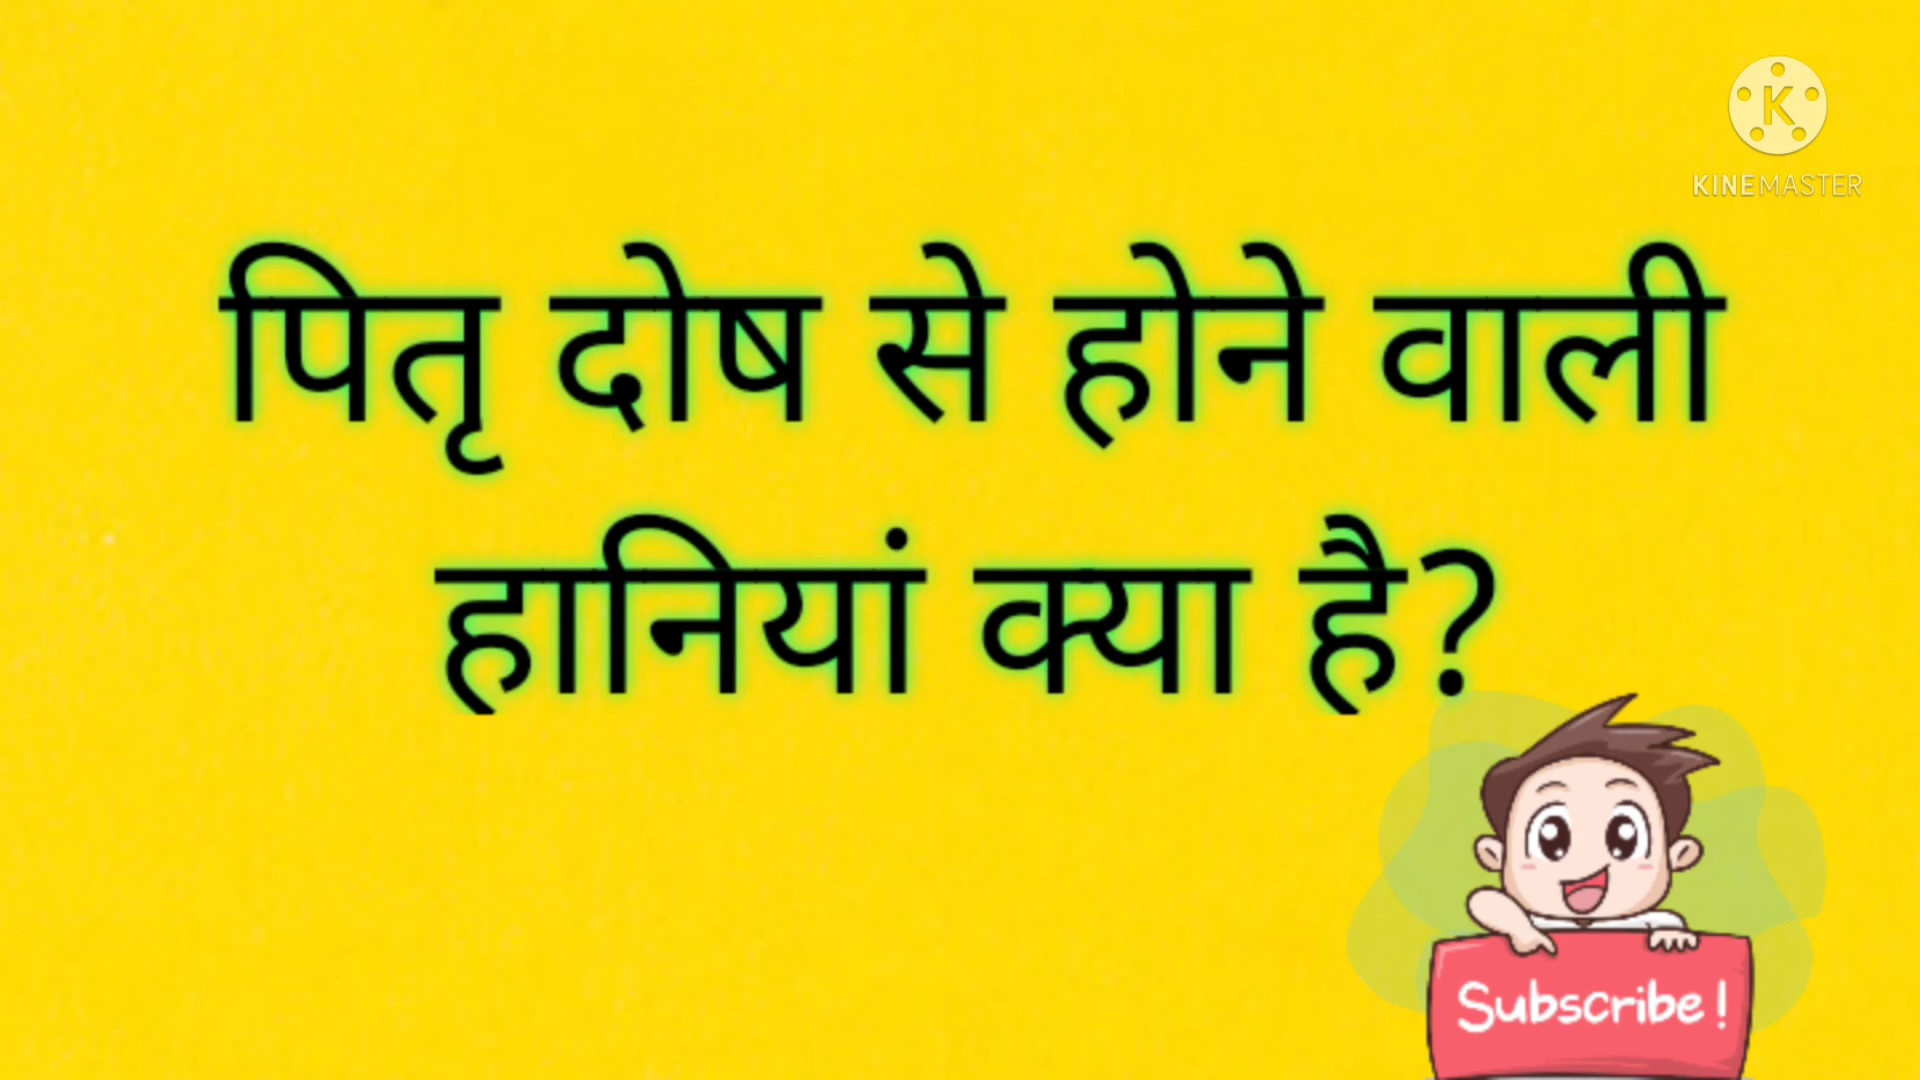 KINEMASTER
पितृ दोष से होने वाली
हानियां क्या है?
Subscribe!